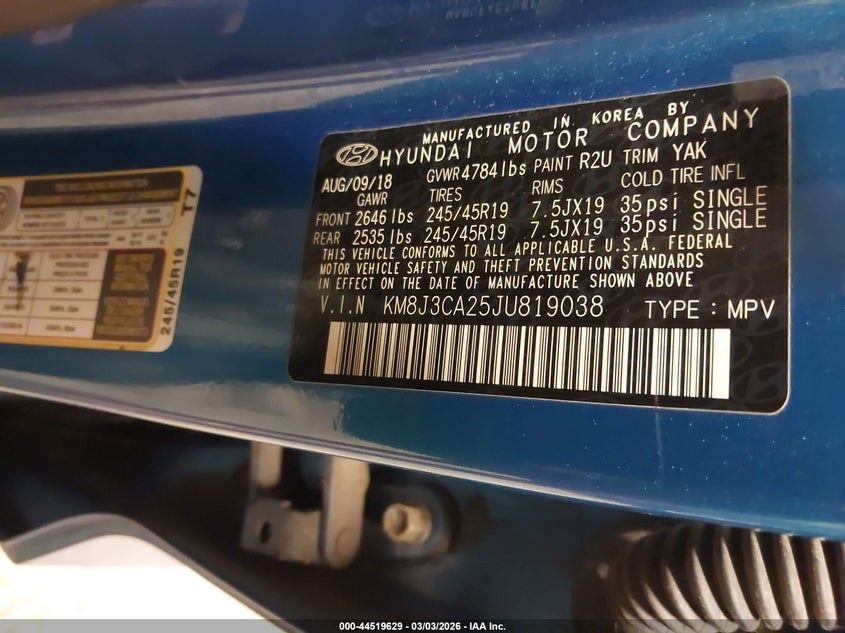 MANUFACTURED IN KOREA BY
HYUNDAI MOTOR COMPANY
AUG/09/18 GVWR 4784lbs PAINT R2U TRIM YAK
GAWR TIRES RIMS COLD TIRE INFL
FRONT 2646 lbs 245/45R19 7.5JX19 35psi SINGLE
REAR 2535 lbs 245/45R19 7.5JX19 35psi SINGLE
THIS VEHICLE CONFORMS TO ALL APPLICABLE U.S.A. FEDERAL
MOTOR VEHICLE SAFETY AND THEFT PREVENTION STANDARDS
IN EFFECT ON THE DATE OF MANUFACTURE SHOWN ABOVE
V.I.N KM8J3CA25JU819038 TYPE : MPV
T7
245/45R19
000-44519629 - 03/03/2026 - IAA Inc.